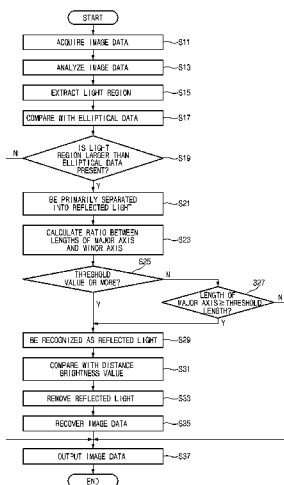 START
ACQUIRE IMAGE DATA
S11
ANALYZE IMAGE DATA
S13
EXTRACT LIGHT REGION
S15
COMPARE WITH ELLIPTICAL DATA
S17
N
IS LIGHT
REGION LARGER THAN
ELLIPTICAL DATA
PRESENT?
S19
Y
BE PRIMARILY SEPARATED
INTO REFLECTED LIGHT
S21
CALCULATE RATIO BETWEEN
LENGTHS OF MAJOR AXIS
AND MINOR AXIS
S23
S25
THRESHOLD
VALUE OR MORE?
N
Y
S27
LENGTH OF
MAJOR AXIS≥THRESHOLD
LENGTH?
N
Y
BE RECOGNIZED AS REFLECTED LIGHT
S29
COMPARE WITH DISTANCE
BRIGHTNESS VALUE
S31
REMOVE REFLECTED LIGHT
S33
RECOVER IMAGE DATA
S35
OUTPUT IMAGE DATA
S37
END